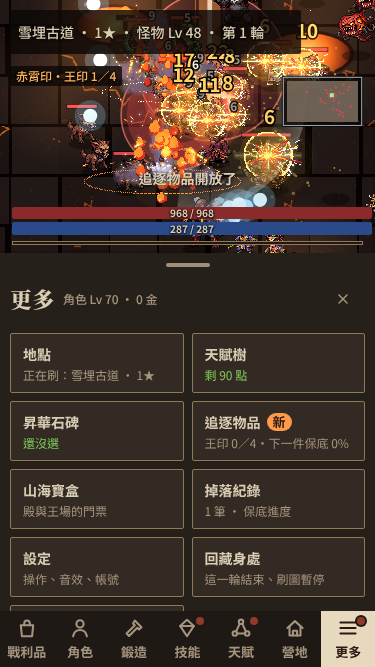 雪埋古道 · 1★ · 怪物 Lv 48 · 第 1 輪
赤霄印 · 王印 1／4
追逐物品開放了
968 / 968
287 / 287
更多 角色 Lv 70 · 0 金 ×
地點
正在刷：雪埋古道 · 1★
天賦樹
剩 90 點
昇華石碑
還沒選
追逐物品 新
王印 0／4 · 下一件保底 0%
山海寶盒
殿與王場的門票
掉落紀錄
1 筆 · 保底進度
設定
操作、音效、帳號
回藏身處
這一輪結束、刷圖暫停
戰利品 角色 鍛造 技能 天賦 營地 更多